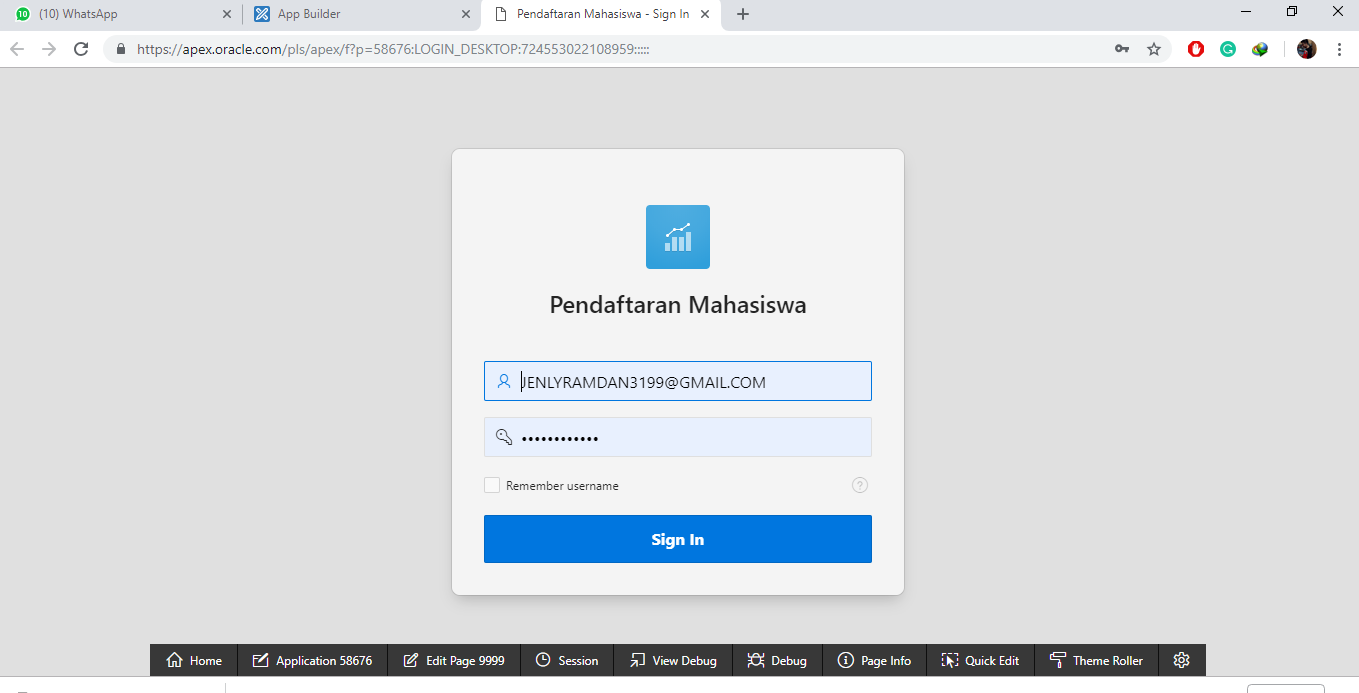 (10) WhatsApp
App Builder
Pendaftaran Mahasiswa - Sign In
https://apex.oracle.com/pls/apex/f?p=58676:LOGIN_DESKTOP:724553022108959:::::
Pendaftaran Mahasiswa
JENLYRAMDAN3199@GMAIL.COM
••••••••••••
Remember username
?
Sign In
Home
Application 58676
Edit Page 9999
Session
View Debug
Debug
Page Info
Quick Edit
Theme Roller